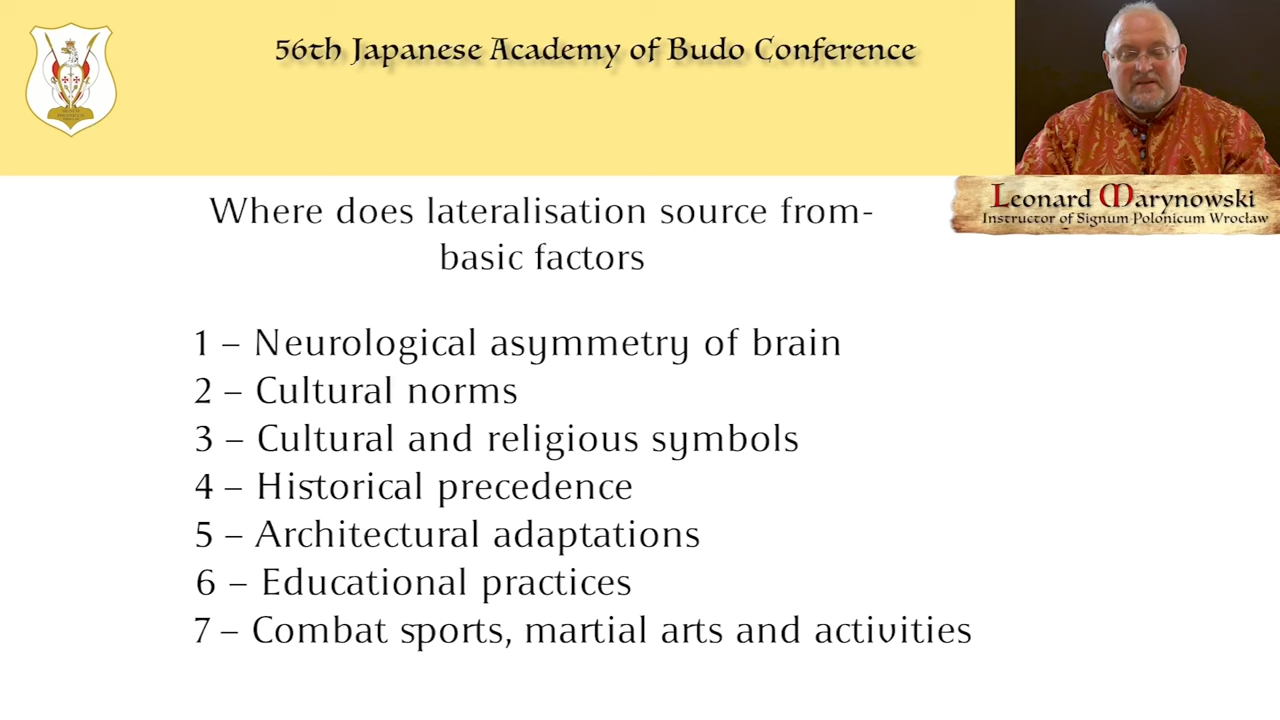 56th Japanese Academy of Budo Conference
Leonard Marynowski
Instructor of Signum Polonicum Wrocław
Where does lateralisation source from-
basic factors
1 – Neurological asymmetry of brain
2 – Cultural norms
3 – Cultural and religious symbols
4 – Historical precedence
5 – Architectural adaptations
6 – Educational practices
7 – Combat sports, martial arts and activities